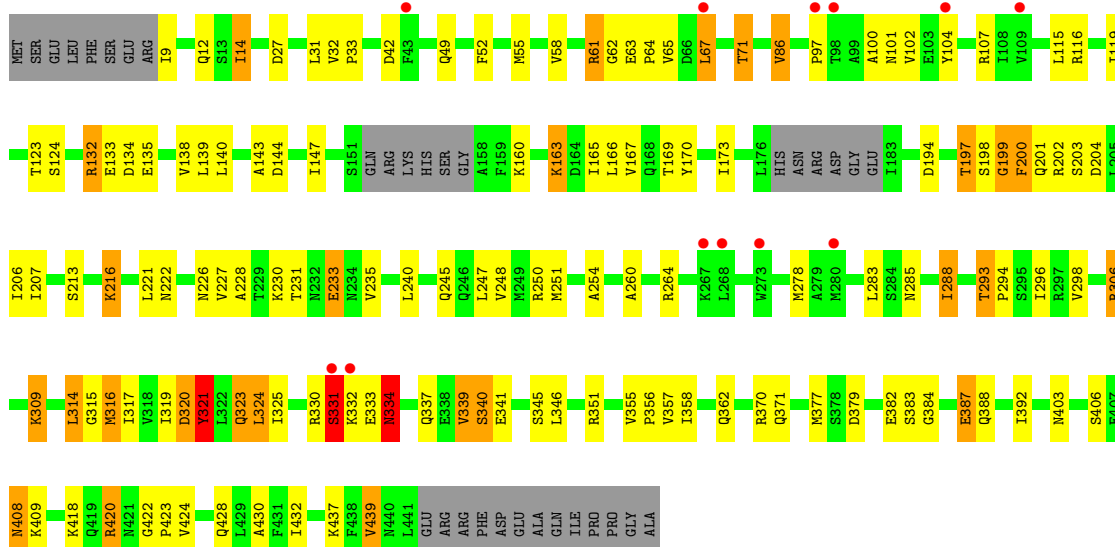 MET SER GLU LEU PHE SER GLU ARG I9 Q12 S13 I14 D27 L31 V32 P33 D42 F43 Q49 F52 M55 V58 R61 G62 E63 P64 V65 D66 L67 T71 V86 P97 T98 A99 A100 N101 V102 E103 Y104 R107 I108 V109 L115 R116 I119
T123 S124 R132 E133 D134 E135 V138 L139 L140 A143 D144 I147 S151 GLN ARG LYS HIS SER GLY A158 F159 K160 K163 D164 I165 L166 V167 Q168 T169 Y170 I173 L176 HIS ASN ARG ASP GLY GLU I183 D194 T197 S198 G199 F200 Q201 R202 S203 D204 L205
I206 I207 S213 K216 L221 N222 N226 V227 A228 T229 K230 T231 N232 E233 N234 V235 L240 Q245 Q246 L247 V248 M249 R250 M251 A254 A260 R264 K267 L268 W273 M278 A279 M280 L283 S284 N285 I288 T293 P294 S295 I296 R297 V298
K309 L314 G315 M316 I317 V318 I319 D320 Y321 L322 Q323 L324 I325 R330 S331 K332 E333 N334 Q337 E338 V339 S340 E341 S345 L346 R351 V355 P356 V357 I358 Q362 R370 Q371 M377 S378 D379 E382 S383 G384 E387 Q388 I392 N403 S406
N408 K409 K418 Q419 R420 N421 G422 P423 V424 Q428 L429 A430 F431 I432 K437 F438 V439 N440 L441 GLU ARG ARG PHE ASP GLU ALA GLN ILE PRO PRO GLY ALA